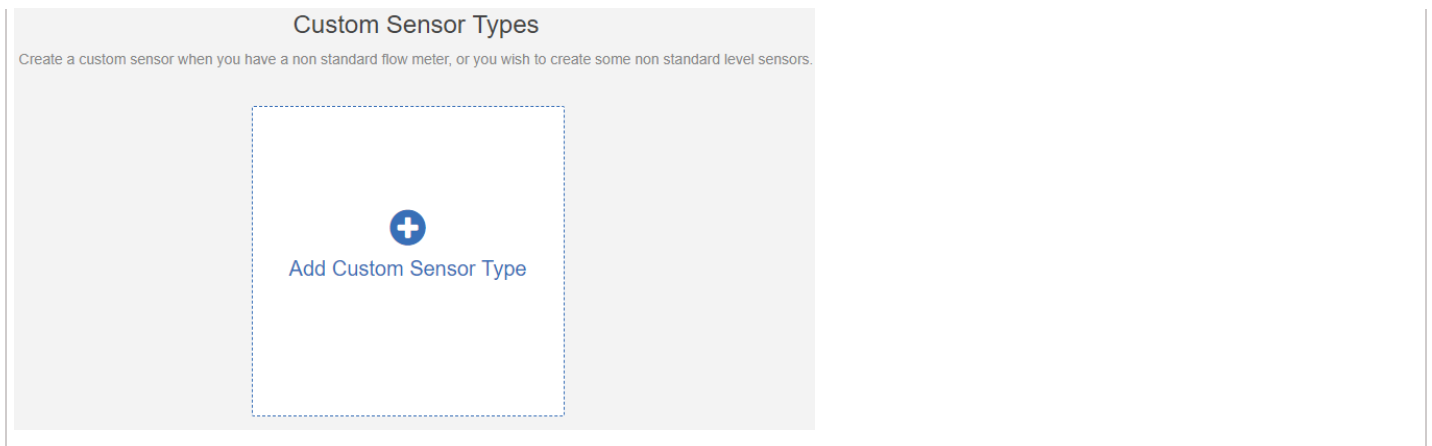 Custom Sensor Types
Create a custom sensor when you have a non standard flow meter, or you wish to create some non standard level sensors.
Add Custom Sensor Type